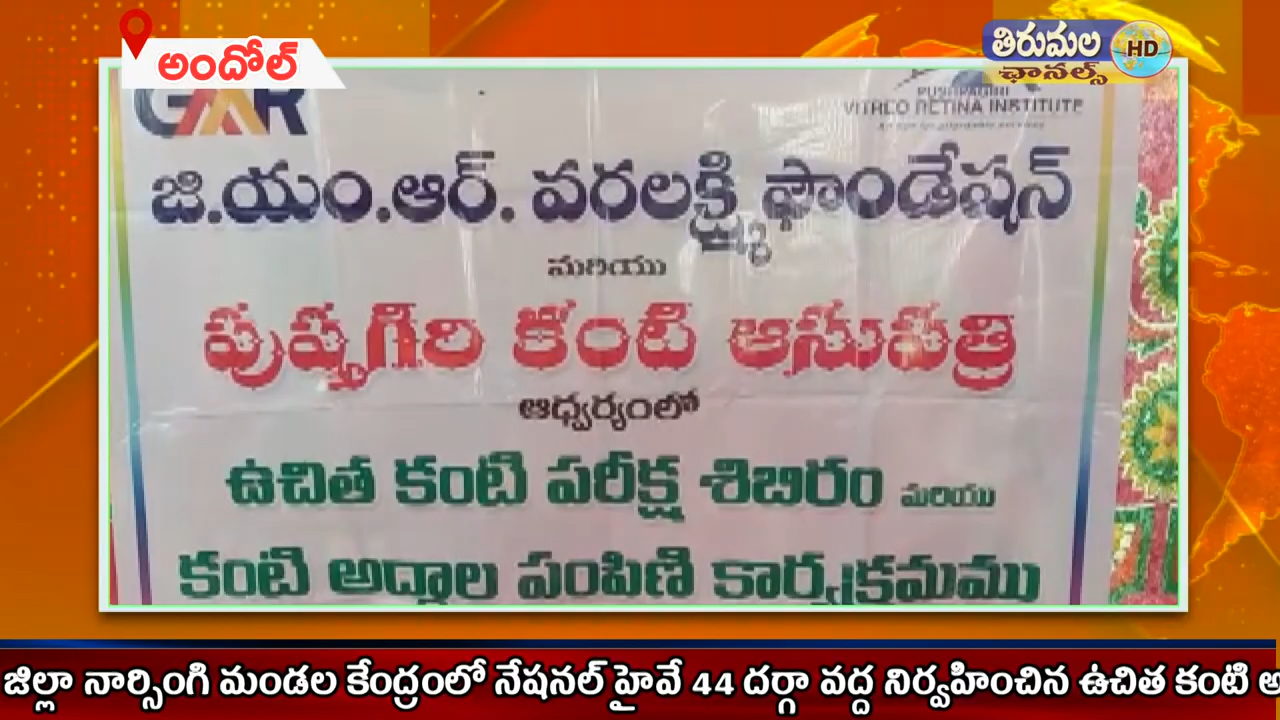 అందోల్
తిరుమల
ఛానల్స్
HD
GMR
PUSHPAGIRI
VITREO RETINA INSTITUTE
జి.యం.ఆర్. వరలక్ష్మి ఫౌండేషన్
మరియు
పుష్పగిరి కంటి ఆసుపత్రి
ఆధ్వర్యంలో
ఉచిత కంటి పరీక్ష శిబిరం మరియు
కంటి అద్దాల పంపిణి కార్యక్రమము
జిల్లా నార్సింగి మండల కేంద్రంలో నేషనల్ హైవే 44 దర్గా వద్ద నిర్వహించిన ఉచిత కంటి